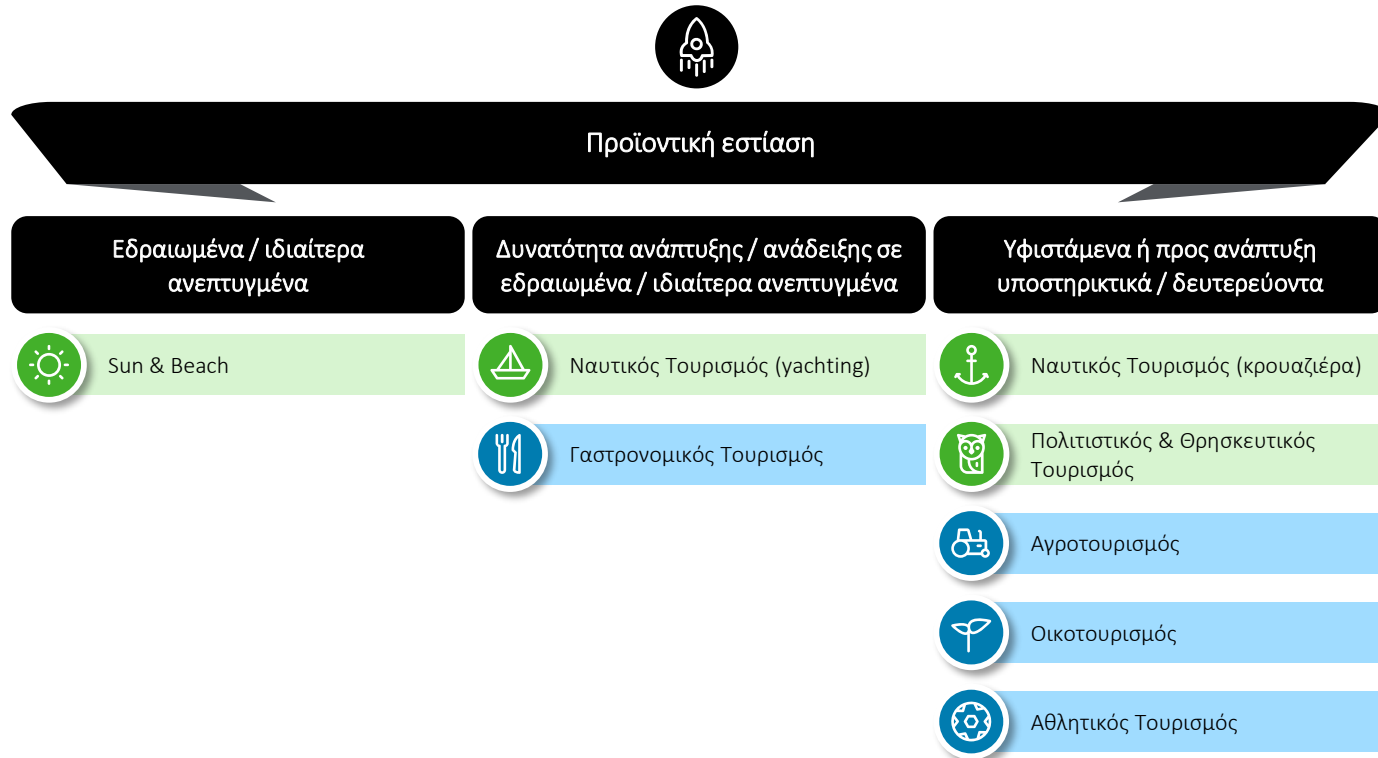 Προϊοντική εστίαση
Εδραιωμένα / ιδιαίτερα
ανεπτυγμένα
Sun & Beach
Δυνατότητα ανάπτυξης / ανάδειξης σε
εδραιωμένα / ιδιαίτερα ανεπτυγμένα
Ναυτικός Τουρισμός (yachting)
Γαστρονομικός Τουρισμός
Υφιστάμενα ή προς ανάπτυξη
υποστηρικτικά / δευτερεύοντα
Ναυτικός Τουρισμός (κρουαζιέρα)
Πολιτιστικός & Θρησκευτικός
Τουρισμός
Αγροτουρισμός
Οικοτουρισμός
Αθλητικός Τουρισμός